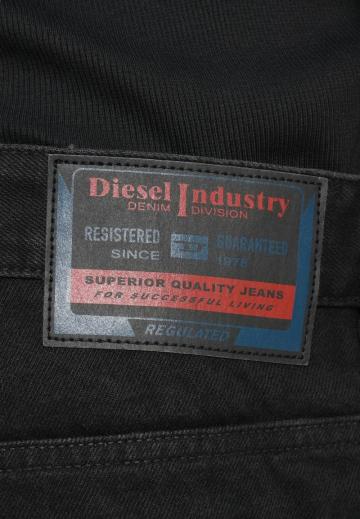 Diesel Industry
DENIM DIVISION
RESISTERED GUARANTEED
SINCE 1978
SUPERIOR QUALITY JEANS
FOR SUCCESSFUL LIVING
REGULATED